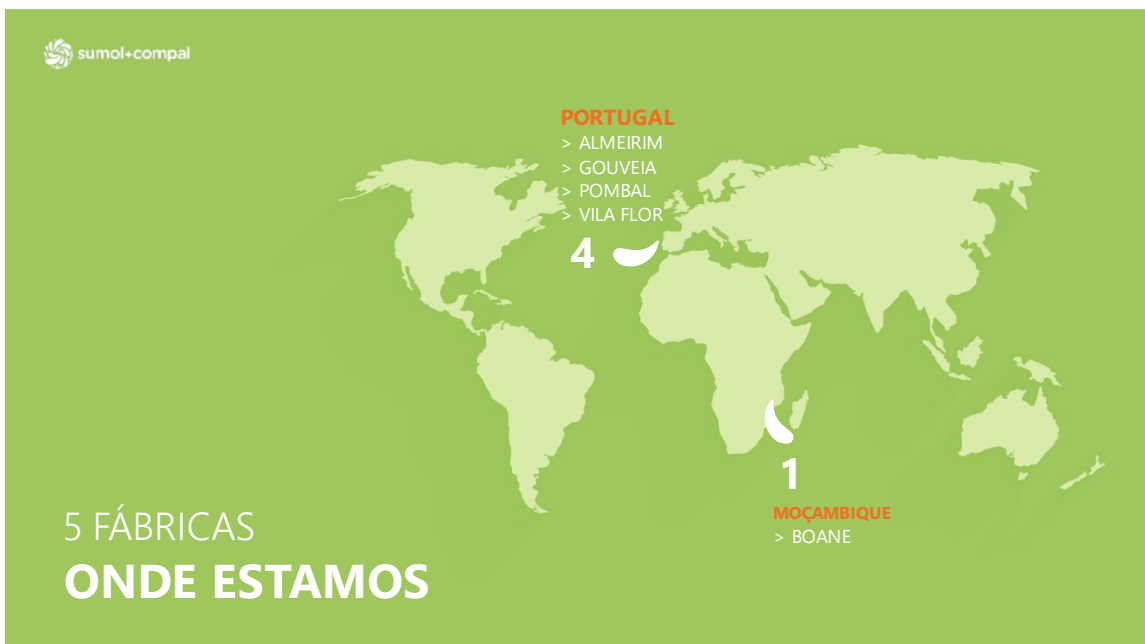 sumol+compal
PORTUGAL
> ALMEIRIM
> GOUVEIA
> POMBAL
> VILA FLOR
4
1
MOÇAMBIQUE
> BOANE
5 FÁBRICAS
ONDE ESTAMOS